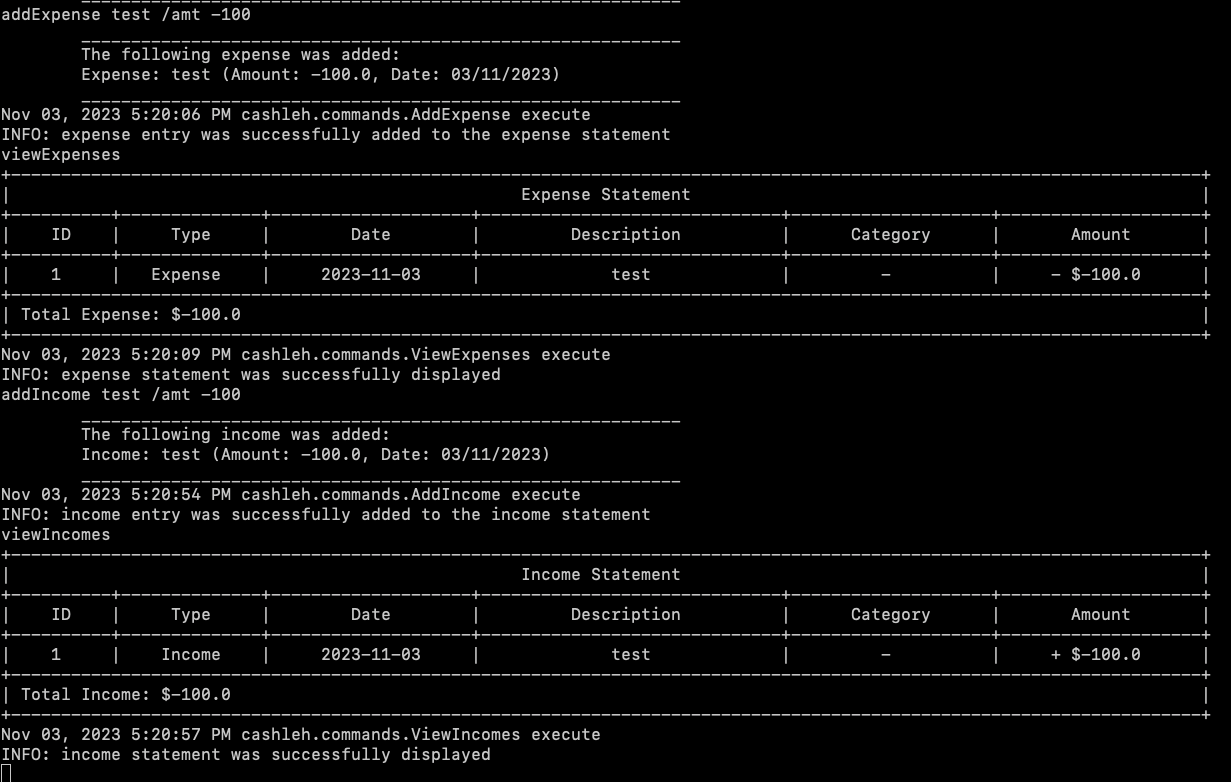 addExpense test /amt -100
____________________________________________________________
The following expense was added:
Expense: test (Amount: -100.0, Date: 03/11/2023)
____________________________________________________________
Nov 03, 2023 5:20:06 PM cashleh.commands.AddExpense execute
INFO: expense entry was successfully added to the expense statement
viewExpenses
Expense Statement
| ID | Type | Date | Description | Category | Amount |
| 1 | Expense | 2023-11-03 | test | - | - $-100.0 |
| Total Expense: $-100.0 |
Nov 03, 2023 5:20:09 PM cashleh.commands.ViewExpenses execute
INFO: expense statement was successfully displayed
addIncome test /amt -100
____________________________________________________________
The following income was added:
Income: test (Amount: -100.0, Date: 03/11/2023)
____________________________________________________________
Nov 03, 2023 5:20:54 PM cashleh.commands.AddIncome execute
INFO: income entry was successfully added to the income statement
viewIncomes
Income Statement
| ID | Type | Date | Description | Category | Amount |
| 1 | Income | 2023-11-03 | test | - | + $-100.0 |
| Total Income: $-100.0 |
Nov 03, 2023 5:20:57 PM cashleh.commands.ViewIncomes execute
INFO: income statement was successfully displayed